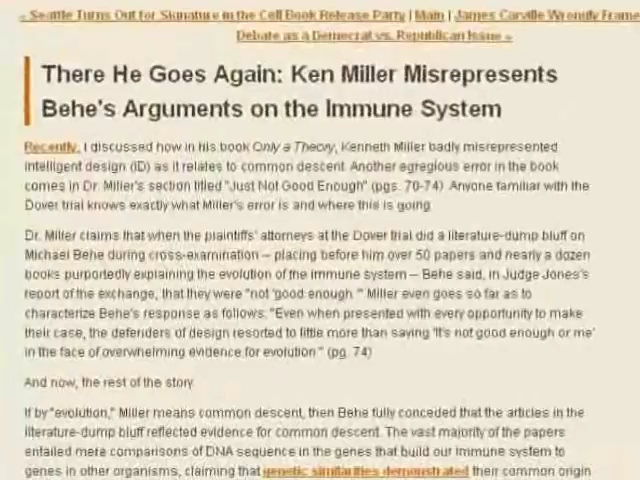 « Seattle Turns Out for Signature in the Cell Book Release Party | Main | James Carville Wrongly Frame
Debate as a Democrat vs. Republican Issue »
There He Goes Again: Ken Miller Misrepresents
Behe's Arguments on the Immune System
Recently, I discussed how in his book Only a Theory, Kenneth Miller badly misrepresented
intelligent design (ID) as it relates to common descent. Another egregious error in the book
comes in Dr. Miller's section titled "Just Not Good Enough" (pgs. 70-74). Anyone familiar with the
Dover trial knows exactly what Miller's error is and where this is going.
Dr. Miller claims that when the plaintiffs' attorneys at the Dover trial did a literature-dump bluff on
Michael Behe during cross-examination -- placing before him over 50 papers and nearly a dozen
books purportedly explaining the evolution of the immune system -- Behe said, in Judge Jones's
report of the exchange, that they were "not 'good enough.'" Miller even goes so far as to
characterize Behe's response as follows: "Even when presented with every opportunity to make
their case, the defenders of design resorted to little more than saying 'It's not good enough or me'
in the face of overwhelming evidence for evolution." (pg. 74)
And now, the rest of the story.
If by "evolution," Miller means common descent, then Behe fully conceded that the articles in the
literature-dump bluff reflected evidence for common descent. The vast majority of the papers
entailed mere comparisons of DNA sequence in the genes that build our immune system to
genes in other organisms, claiming that genetic similarities demonstrated their common origin